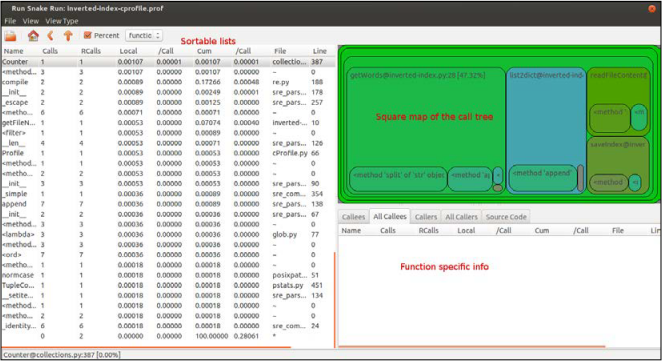 Run Snake Run: Inverted-index-cprofile.prof
File View ViewType
Percent Functic
Sortable lists
Name Calls RCalls Local /Call Cum /Call File Line
Counter 1 1 0.00107 0.00001 0.00107 0.00001 collectio... 387
<method... 3 3 0.00107 0.00000 0.00107 0.00000 ~ 0
compile 2 2 0.00089 0.00000 0.17266 0.00048 re.py 188
__init__ 2 2 0.00089 0.00000 0.00249 0.00001 sre_pars... 178
_escape 2 2 0.00089 0.00000 0.00125 0.00000 sre_pars... 257
<metho... 6 6 0.00071 0.00000 0.00071 0.00000 ~ 0
getFileN... 1 1 0.00053 0.00000 0.07074 0.00040 Inverted-... 10
<filter> 1 1 0.00053 0.00000 0.00089 0.00000 ~ 0
__len__ 4 4 0.00053 0.00000 0.00071 0.00000 sre_pars... 126
Profile 1 1 0.00053 0.00000 0.00053 0.00000 cProfile.py 66
<method... 1 1 0.00053 0.00000 0.00053 0.00000 ~ 0
<metho... 2 2 0.00053 0.00000 0.00053 0.00000 ~ 0
__init__ 3 3 0.00053 0.00000 0.00053 0.00000 sre_pars... 90
_simple 1 1 0.00036 0.00000 0.00089 0.00000 sre_com... 354
append 7 7 0.00036 0.00000 0.00089 0.00000 sre_pars... 138
__init__ 2 2 0.00036 0.00000 0.00036 0.00000 sre_pars... 67
<method... 3 3 0.00036 0.00000 0.00036 0.00000 ~ 0
<lambda> 3 3 0.00036 0.00000 0.00036 0.00000 glob.py 77
<method... 3 3 0.00036 0.00000 0.00036 0.00000 ~ 0
<ord> 7 7 0.00036 0.00000 0.00036 0.00000 ~ 0
<metho... 1 1 0.00018 0.00000 0.00018 0.00000 ~ 0
normcase 1 1 0.00018 0.00000 0.00018 0.00000 posixpat... 51
TupleCo... 1 1 0.00018 0.00000 0.00018 0.00000 pstats.py 451
__setite... 1 1 0.00018 0.00000 0.00018 0.00000 sre_pars... 134
<method... 1 1 0.00018 0.00000 0.00018 0.00000 ~ 0
<metho... 2 2 0.00018 0.00000 0.00018 0.00000 ~ 0
_identity... 6 6 0.00018 0.00000 0.00018 0.00000 sre_com... 24
0 2 0.00000 0.00000 100.00000 0.28061 *
getWords@Inverted-index.py:28 [47.32%]
list2dict@Inverted-ind
readFileContentd
Square map of the call tree
<method '
<m
saveIndex@Inver
<method 'split' of 'str' objec
<method 'ap
<method 'append'
<method
Callees All Callees Callers All Callers Source Code
Name Calls RCalls Local /Call Cum /Call File Line
Function specific info
Counter@collections.py:387 [0.00%]